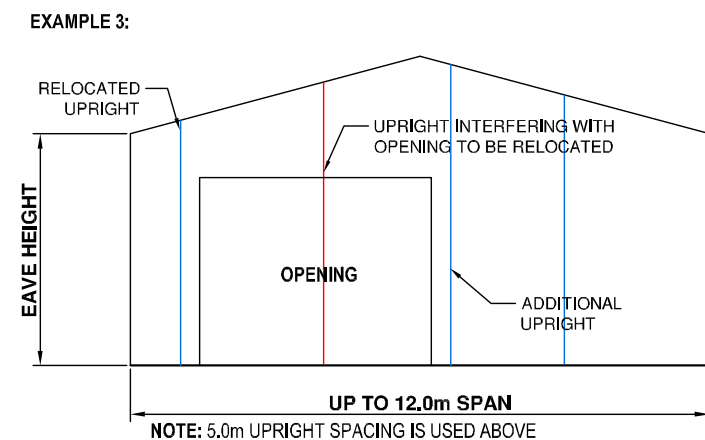 EXAMPLE 3:
RELOCATED
UPRIGHT
UPRIGHT INTERFERING WITH
OPENING TO BE RELOCATED
EAVE HEIGHT
OPENING
ADDITIONAL
UPRIGHT
UP TO 12.0m SPAN
NOTE: 5.0m UPRIGHT SPACING IS USED ABOVE